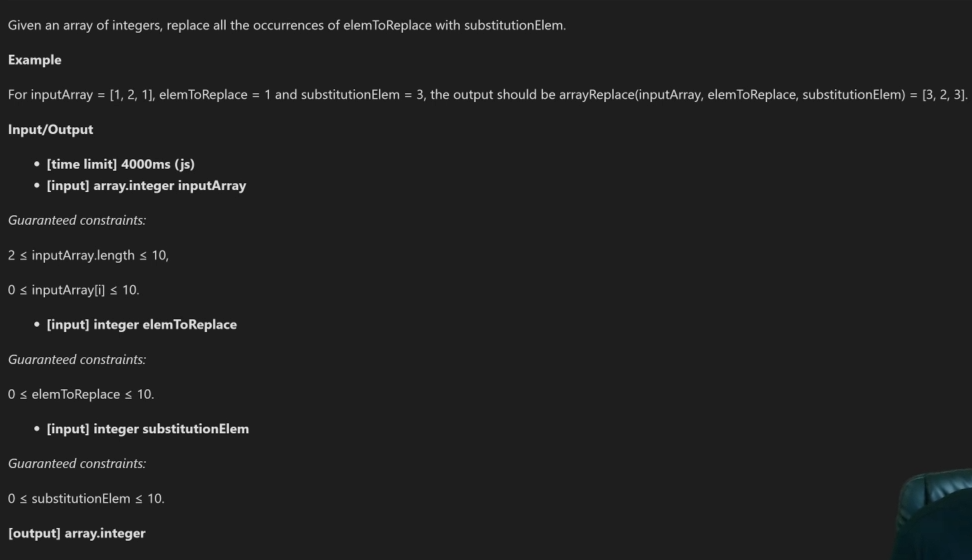 Given an array of integers, replace all the occurrences of elemToReplace with substitutionElem.
Example
For inputArray = [1, 2, 1], elemToReplace = 1 and substitutionElem = 3, the output should be arrayReplace(inputArray, elemToReplace, substitutionElem) = [3, 2, 3].
Input/Output
• [time limit] 4000ms (js)
• [input] array.integer inputArray
Guaranteed constraints:
2 ≤ inputArray.length ≤ 10,
0 ≤ inputArray[i] ≤ 10.
• [input] integer elemToReplace
Guaranteed constraints:
0 ≤ elemToReplace ≤ 10.
• [input] integer substitutionElem
Guaranteed constraints:
0 ≤ substitutionElem ≤ 10.
[output] array.integer